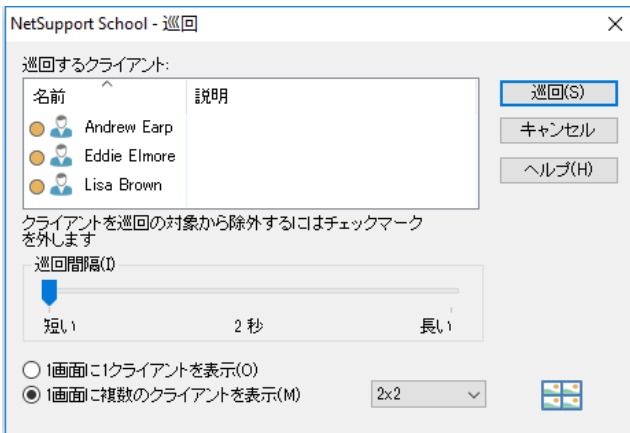 NetSupport School - 巡回
巡回するクライアント:
名前 説明
Andrew Earp
Eddie Elmore
Lisa Brown
巡回(S)
キャンセル
ヘルプ(H)
クライアントを巡回の対象から除外するにはチェックマーク
を外します
巡回間隔(I)
短い 2 秒 長い
1画面に1クライアントを表示(O)
1画面に複数のクライアントを表示(M) 2x2